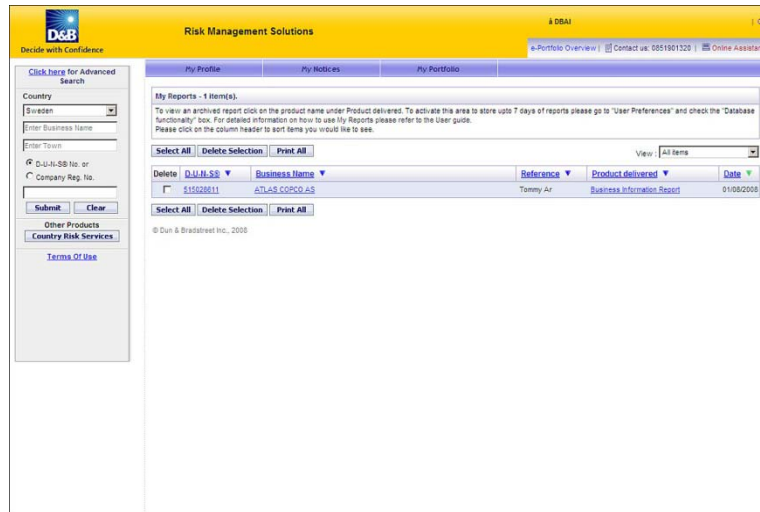 D&B
Decide with Confidence
Risk Management Solutions
â DBAI
e-Portfolio Overview | Contact us: 0851901320 | Online Assistan
Click here for Advanced
Search
Country
Sweden
Enter Business Name
Enter Town
D-U-N-S® No. or
Company Reg. No.
Submit Clear
Other Products
Country Risk Services
Terms Of Use
My Profile My Notices My Portfolio
My Reports - 1 Item(s).
To view an archived report click on the product name under Product delivered. To activate this area to store upto 7 days of reports please go to "User Preferences" and check the "Database
functionality" box. For detailed information on how to use My Reports please refer to the User guide.
Please click on the column header to sort items you would like to see.
Select All Delete Selection Print All View : All items
Delete D-U-N-S® Business Name Reference Product delivered Date
515028611 ATLAS COPCO AS Tommy Ar Business Information Report 01/08/2008
Select All Delete Selection Print All
© Dun & Bradstreet Inc., 2008